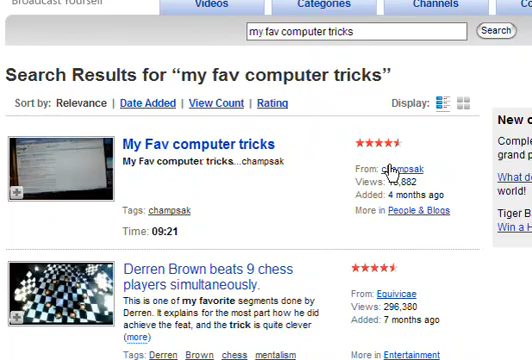 Broadcast Yourself
Videos
Categories
Channels
my fav computer tricks
Search
Search Results for “my fav computer tricks”
Sort by: Relevance | Date Added | View Count | Rating
Display:
My Fav computer tricks
My Fav computer tricks...champsak
From: champsak
Views: 882
Added: 4 months ago
Tags: champsak
More in People & Blogs
Time: 09:21
Derren Brown beats 9 chess
players simultaneously.
This is one of my favorite segments done by
Derren. It explains for the most part how he did
achieve the feat, and the trick is quite clever
(more)
From: Equivicae
Views: 296,380
Added: 7 months ago
Tags: Derren Brown chess mentalism
More in Entertainment
New c
Comple
grand p
What do
world!
Tiger B
Win a H